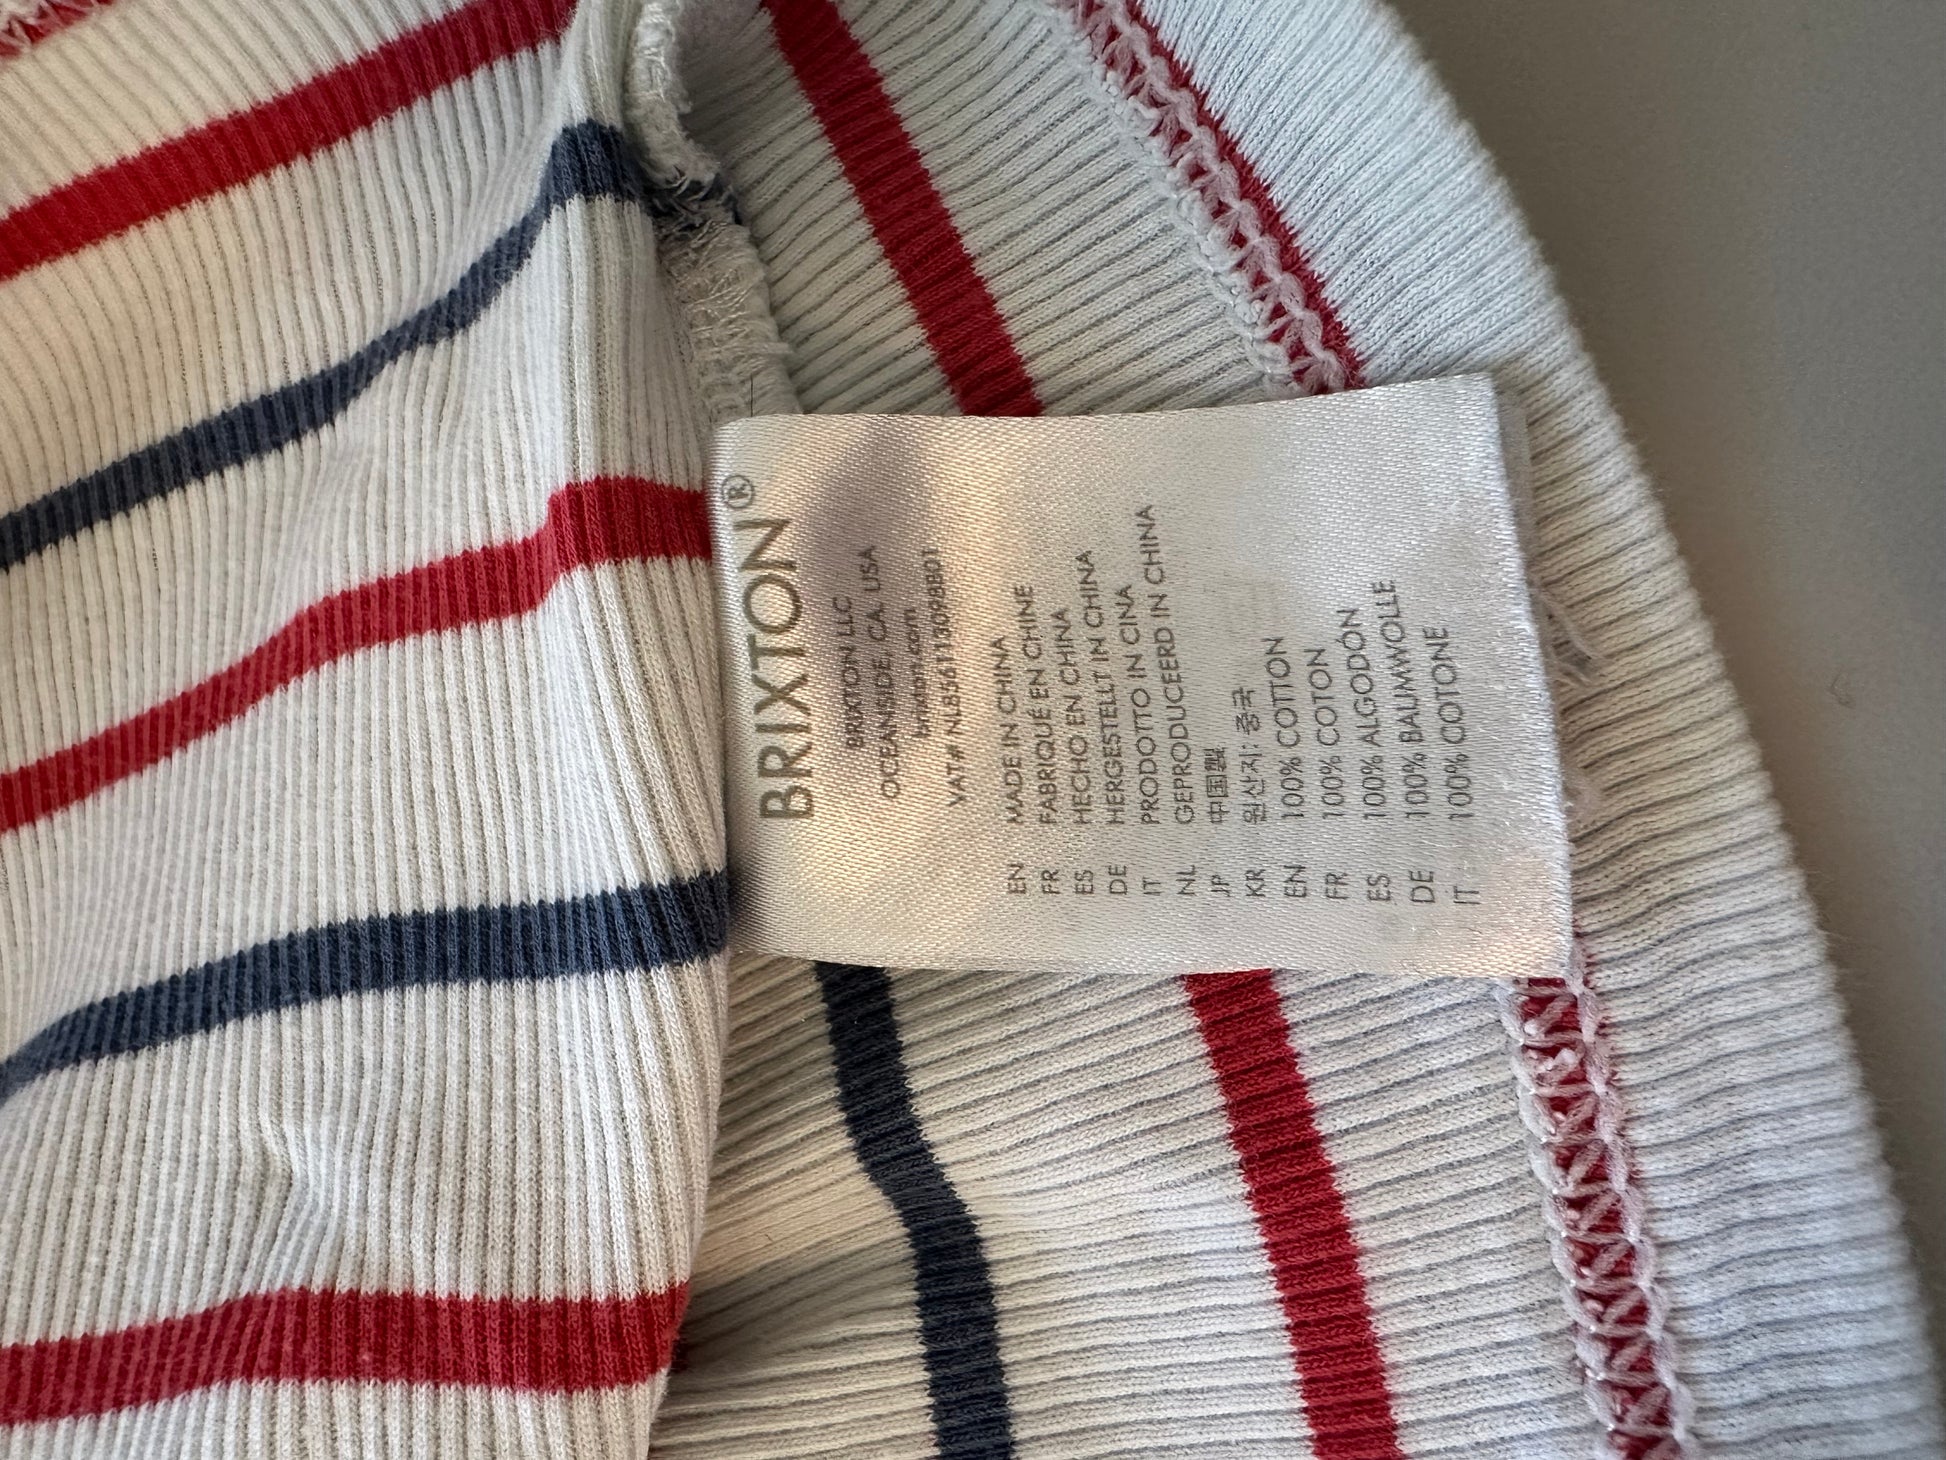 BRIXTON®
BRIXTON LLC
OCEANSIDE, CA. USA
brixton.com
VAT# NL856113098B01
EN MADE IN CHINA
FR FABRIQUÉ EN CHINE
ES HECHO EN CHINA
DE HERGESTELLT IN CHINA
IT PRODOTTO IN CINA
NL GEPRODUCEERD IN CHINA
JP 中国製
KR 원산지: 중국
EN 100% COTTON
FR 100% COTON
ES 100% ALGODÓN
DE 100% BAUMWOLLE
IT 100% COTONE